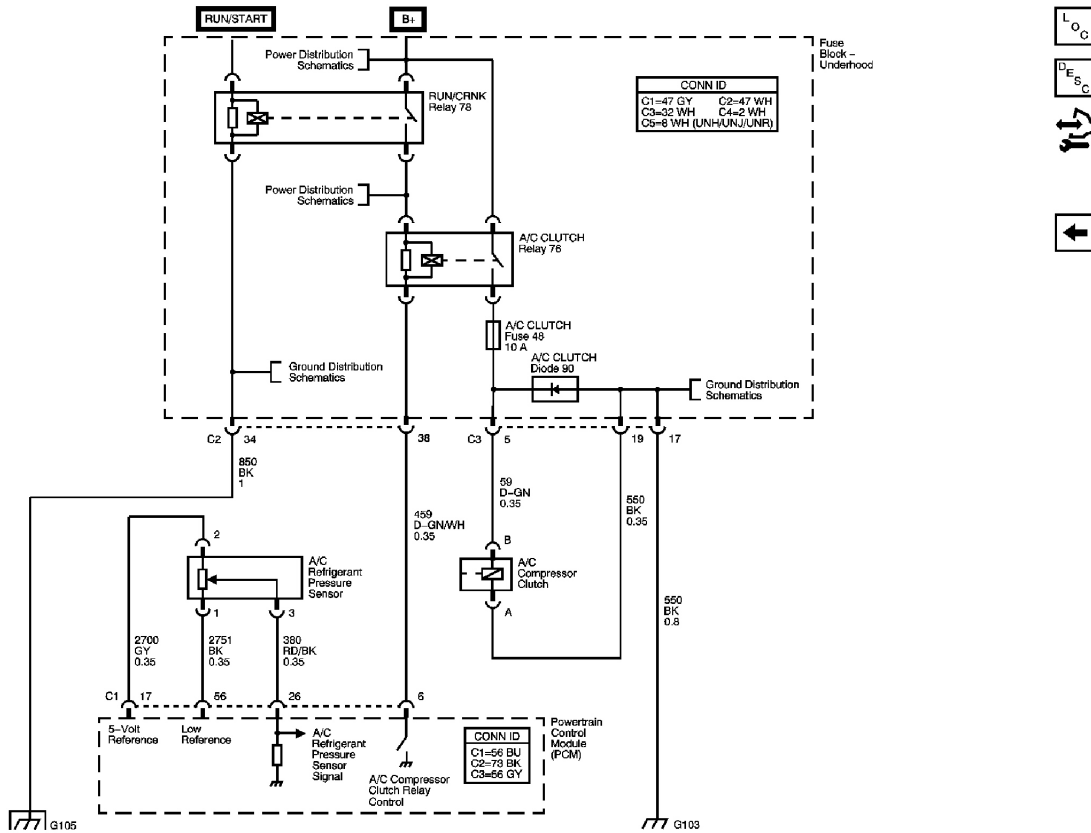 RUN/START
B+
L
O
C
D
E
S
C
Power Distribution
Schematics
Fuse
Block –
Underhood
CONN ID
C1=47 GY C2=47 WH
C3=32 WH C4=2 WH
C5=8 WH (UNH/UNJ/UNR)
RUN/CRNK
Relay 78
Power Distribution
Schematics
A/C CLUTCH
Relay 76
A/C CLUTCH
Fuse 48
10 A
A/C CLUTCH
Diode 90
Ground Distribution
Schematics
Ground Distribution
Schematics
C2 34
38
C3 5
19
17
850
BK
1
459
D–GN/WH
0.35
59
D–GN
0.35
550
BK
0.35
550
BK
0.8
2
A/C
Refrigerant
Pressure
Sensor
1
3
B
A/C
Compressor
Clutch
A
2700
GY
0.35
2751
BK
0.35
380
RD/BK
0.35
C1 17
56
26
6
5–Volt
Reference
Low
Reference
A/C
Refrigerant
Pressure
Sensor
Signal
A/C Compressor
Clutch Relay
Control
CONN ID
C1=56 BU
C2=73 BK
C3=56 GY
Powertrain
Control
Module
(PCM)
G105
G103